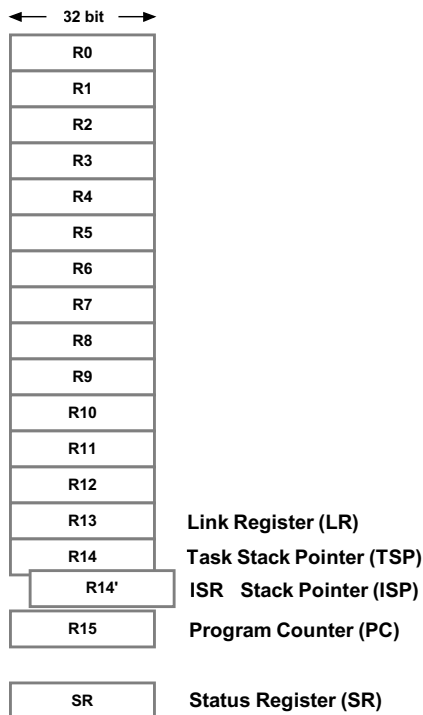 32 bit
R0
R1
R2
R3
R4
R5
R6
R7
R8
R9
R10
R11
R12
R13 Link Register (LR)
R14 Task Stack Pointer (TSP)
R14' ISR Stack Pointer (ISP)
R15 Program Counter (PC)
SR Status Register (SR)